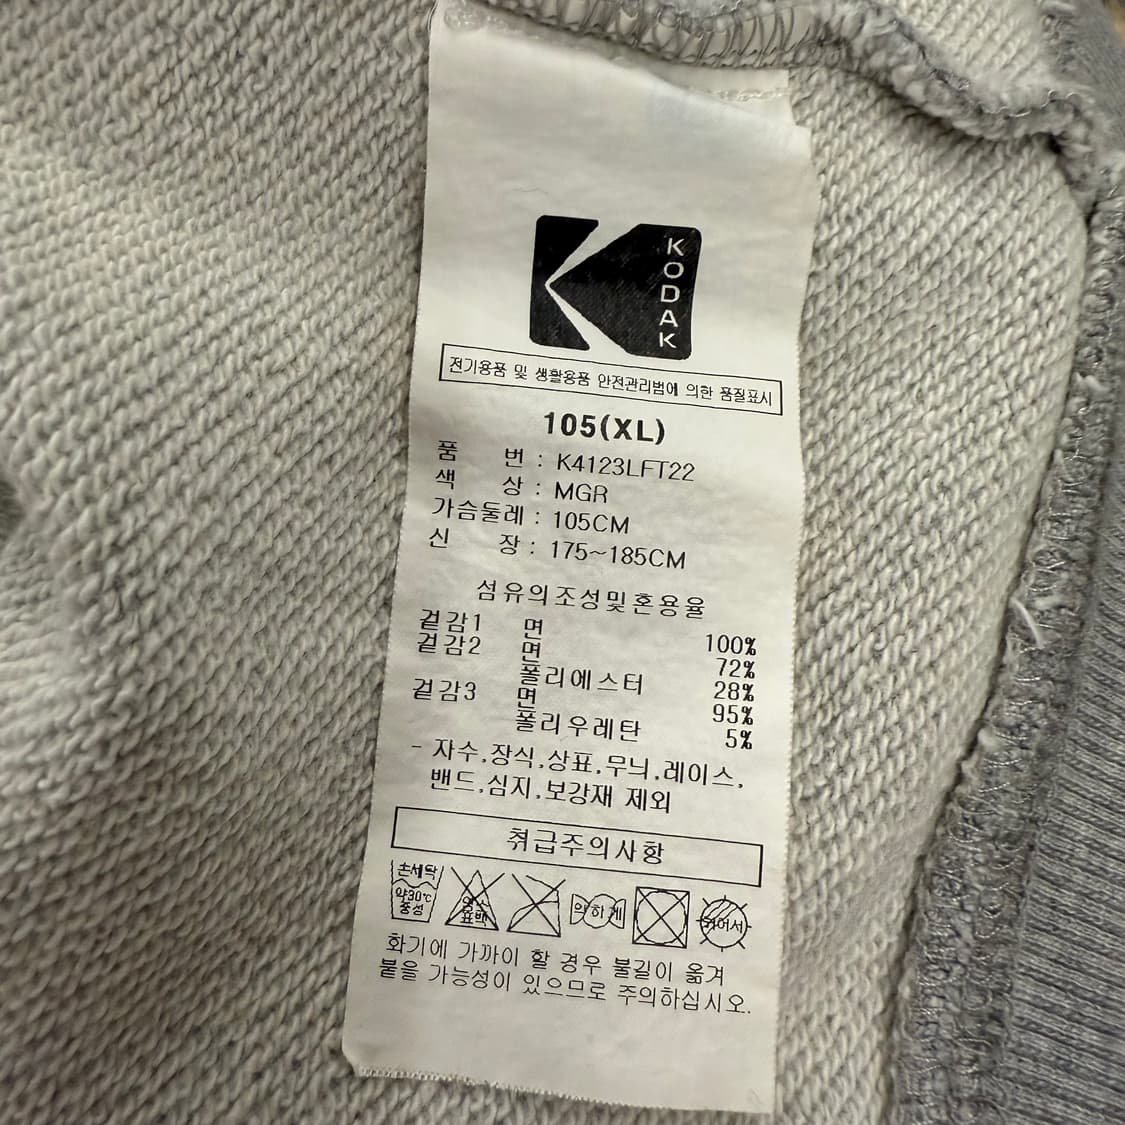 KODAK
전기용품 및 생활용품 안전관리법에 의한 품질표시
105(XL)
품 번 : K4123LFT22
색 상 : MGR
가슴둘레 : 105CM
신 장 : 175~185CM
섬유의조성및혼용율
겉감1 면 100%
겉감2 면 72%
폴리에스터 28%
겉감3 면 95%
폴리우레탄 5%
- 자수,장식,상표,무늬,레이스,
밴드,심지,보강재 제외
취급주의사항
손세탁 약30℃ 중성 염소 표백 약하게 뉘어서
화기에 가까이 할 경우 불길이 옮겨
붙을 가능성이 있으므로 주의하십시오.